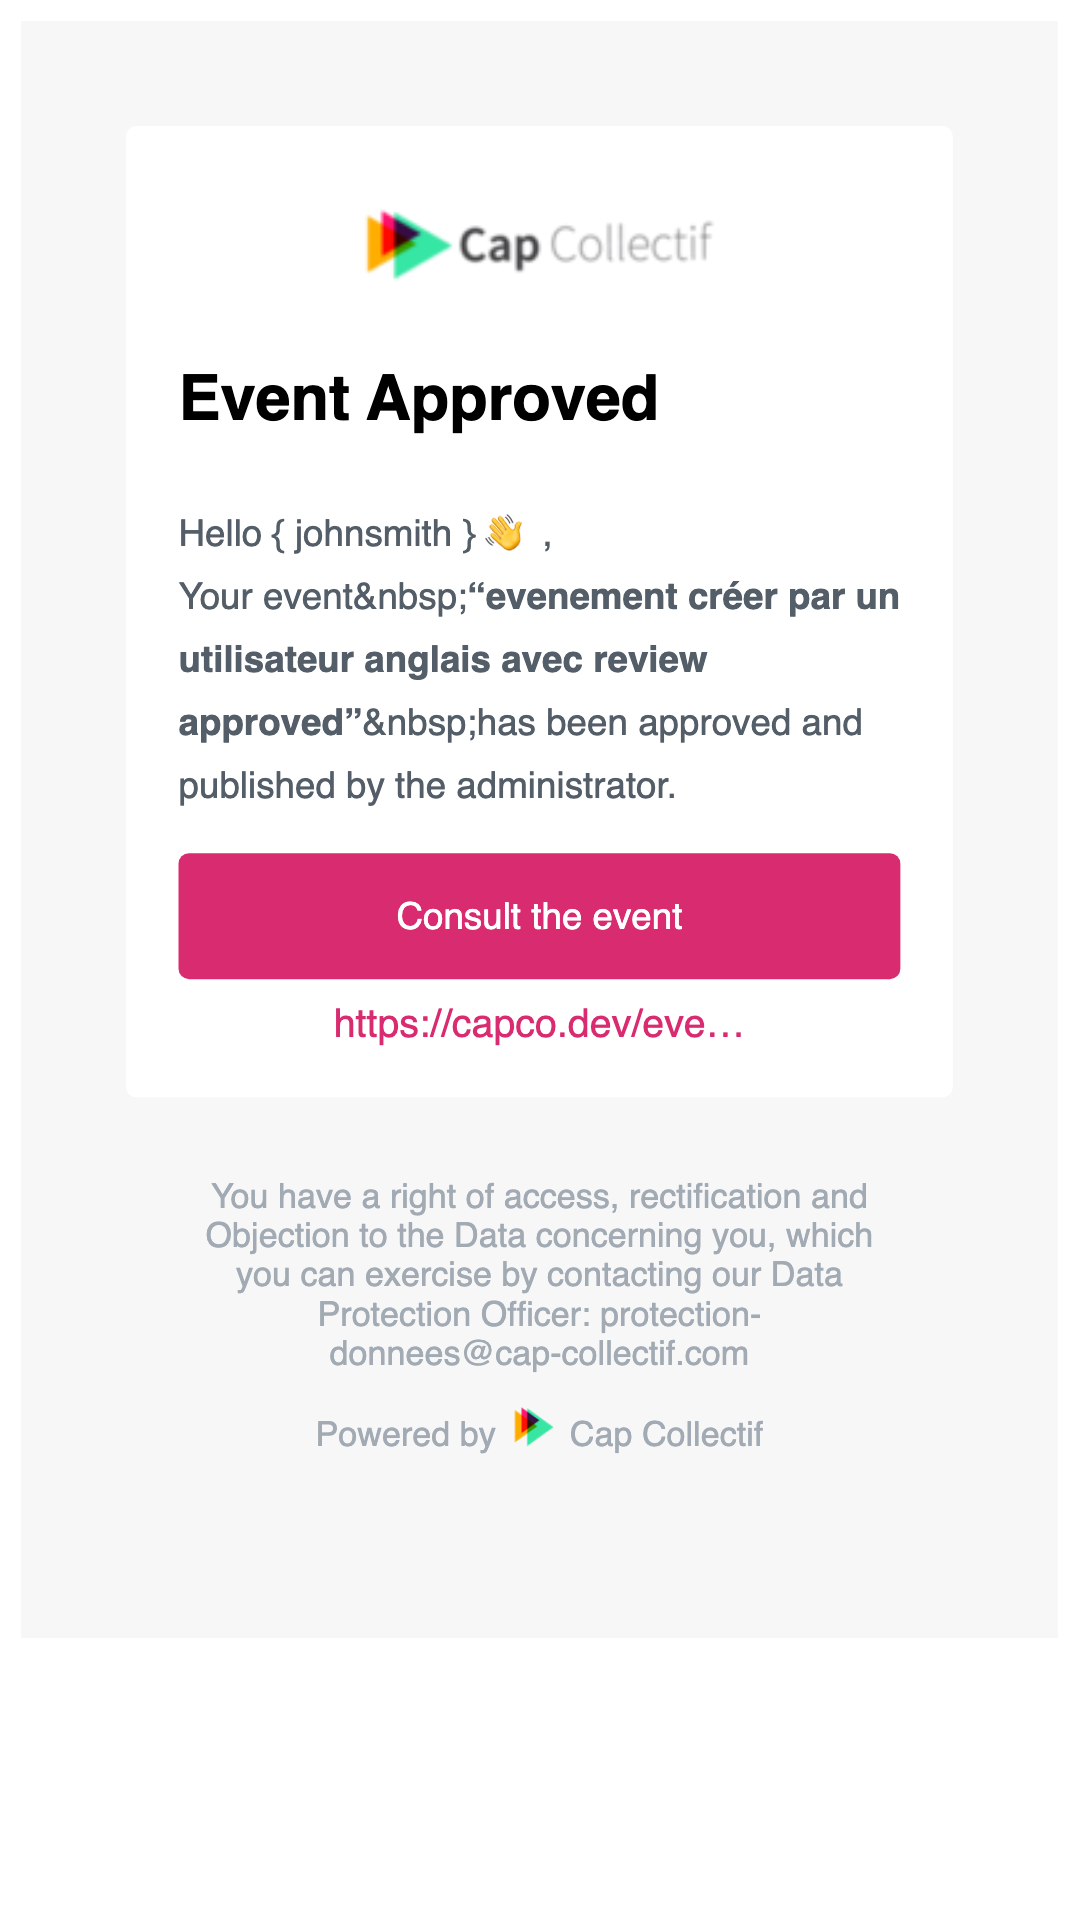 Cap Collectif
Event Approved
Hello { johnsmith } 👋 ,
Your event&nbsp;“evenement créer par un
utilisateur anglais avec review
approved”&nbsp;has been approved and
published by the administrator.
Consult the event
https://capco.dev/eve…
You have a right of access, rectification and
Objection to the Data concerning you, which
you can exercise by contacting our Data
Protection Officer: protection-
donnees@cap-collectif.com
Powered by Cap Collectif